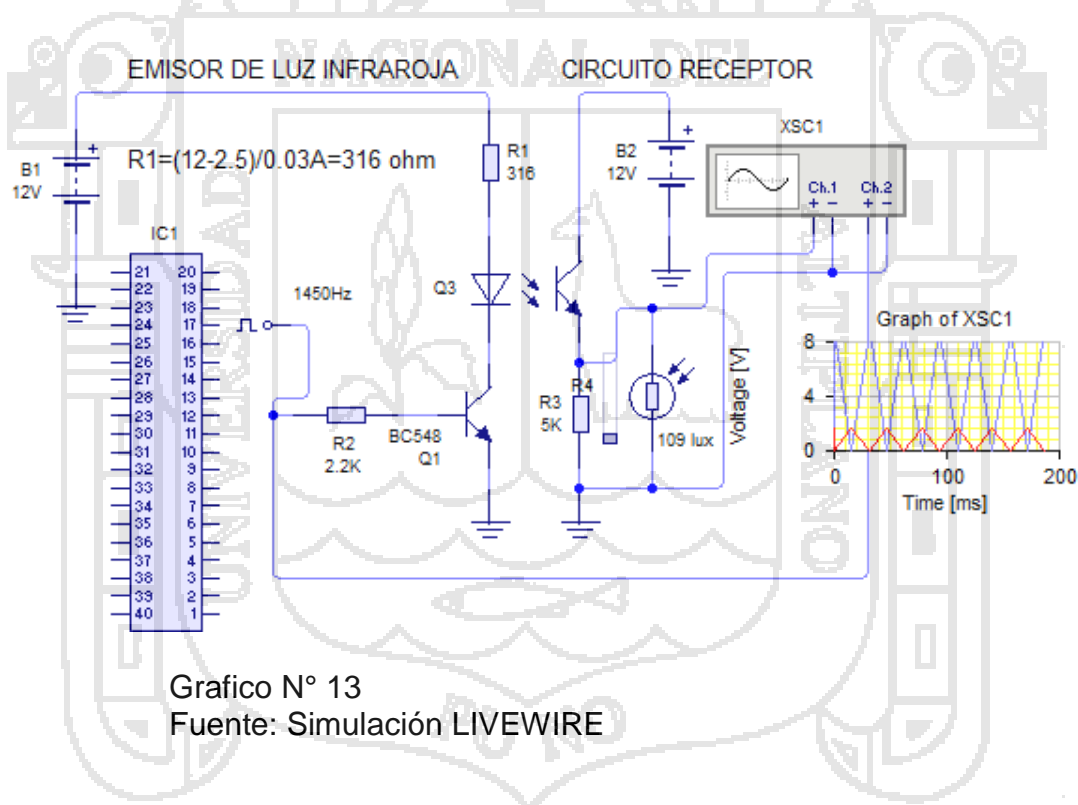 NACIONAL DEL
EMISOR DE LUZ INFRAROJA
CIRCUITO RECEPTOR
XSC1
B1
12V
R1=(12-2.5)/0.03A=316 ohm
R1
316
B2
12V
Ch.1
Ch.2
+ − + −
IC1
21 20
22 19
23 18
24 17
25 16
26 15
27 14
28 13
29 12
30 11
31 10
32 9
33 8
34 7
35 6
36 5
37 4
38 3
39 2
40 1
1450Hz
Q3
R2
2.2K
BC548
Q1
R4
R3
5K
109 lux
Graph of XSC1
Voltage [V]
8
4
0
0 100 200
Time [ms]
UNIVERSIDAD
ALTIPLANO
PUNO
Grafico N° 13
Fuente: Simulación LIVEWIRE